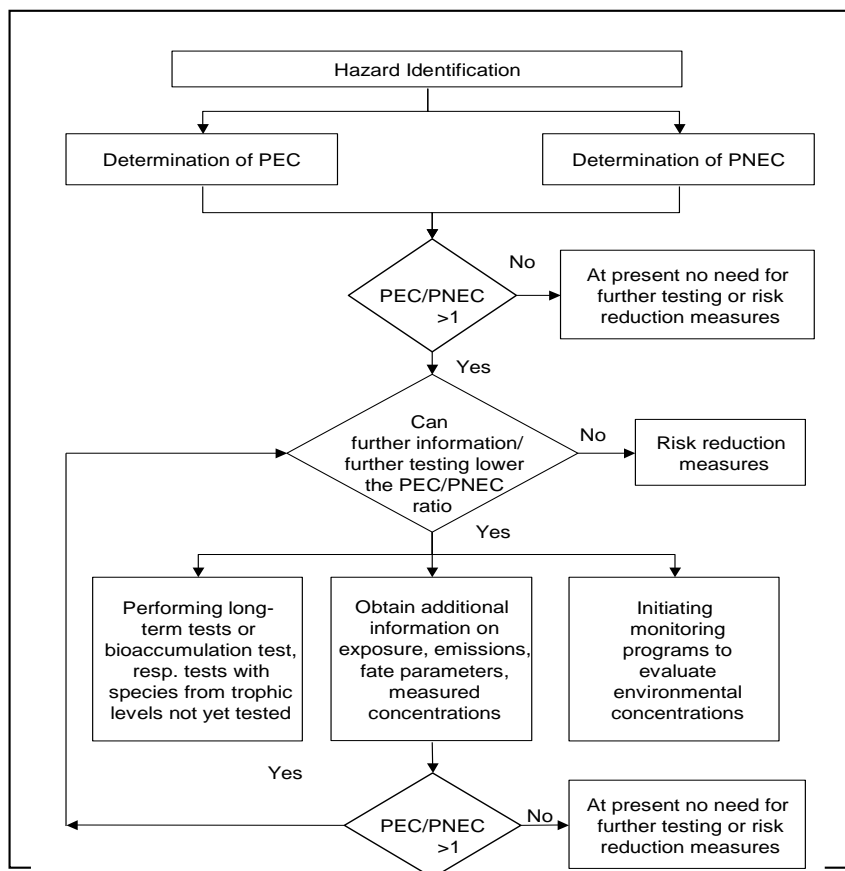 Hazard Identification
Determination of PEC
Determination of PNEC
PEC/PNEC
>1
No
At present no need for
further testing or risk
reduction measures
Yes
Can
further information/
further testing lower
the PEC/PNEC
ratio
No
Risk reduction
measures
Yes
Performing long-
term tests or
bioaccumulation test,
resp. tests with
species from trophic
levels not yet tested
Obtain additional
information on
exposure, emissions,
fate parameters,
measured
concentrations
Initiating
monitoring
programs to
evaluate
environmental
concentrations
Yes
PEC/PNEC
>1
No
At present no need for
further testing or risk
reduction measures